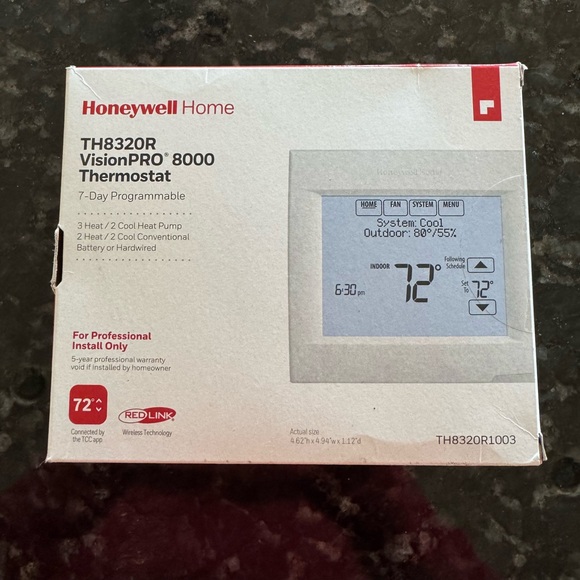 Honeywell Home
TH8320R
VisionPRO® 8000
Thermostat
7-Day Programmable
3 Heat / 2 Cool Heat Pump
2 Heat / 2 Cool Conventional
Battery or Hardwired
HOME FAN SYSTEM MENU
System: Cool
Outdoor: 80°/55%
INDOOR 72°
Following
Schedule
6:30 pm
Set
To 72°
For Professional
Install Only
5-year professional warranty
void if installed by homeowner
72°
Connected by
the TCC app
REDLINK
Wireless Technology
Actual size
4.62"h x 4.94"w x 1.12"d
TH8320R1003